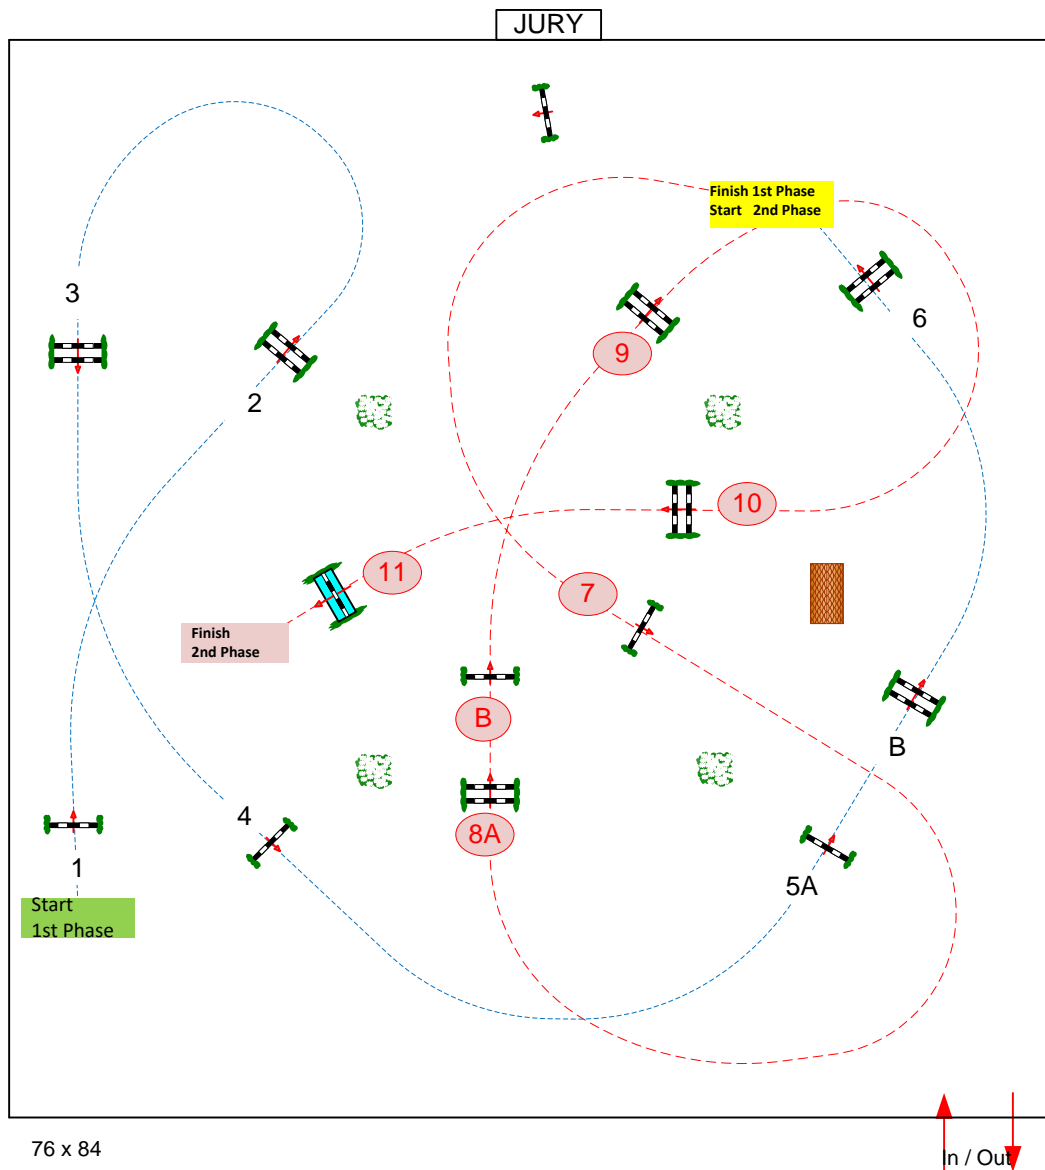 JURY
Finish 1st Phase
Start 2nd Phase
3
6
9
2
10
11
7
Finish
2nd Phase
B
B
4
8A
1
5A
Start
1st Phase
76 x 84
In / Out